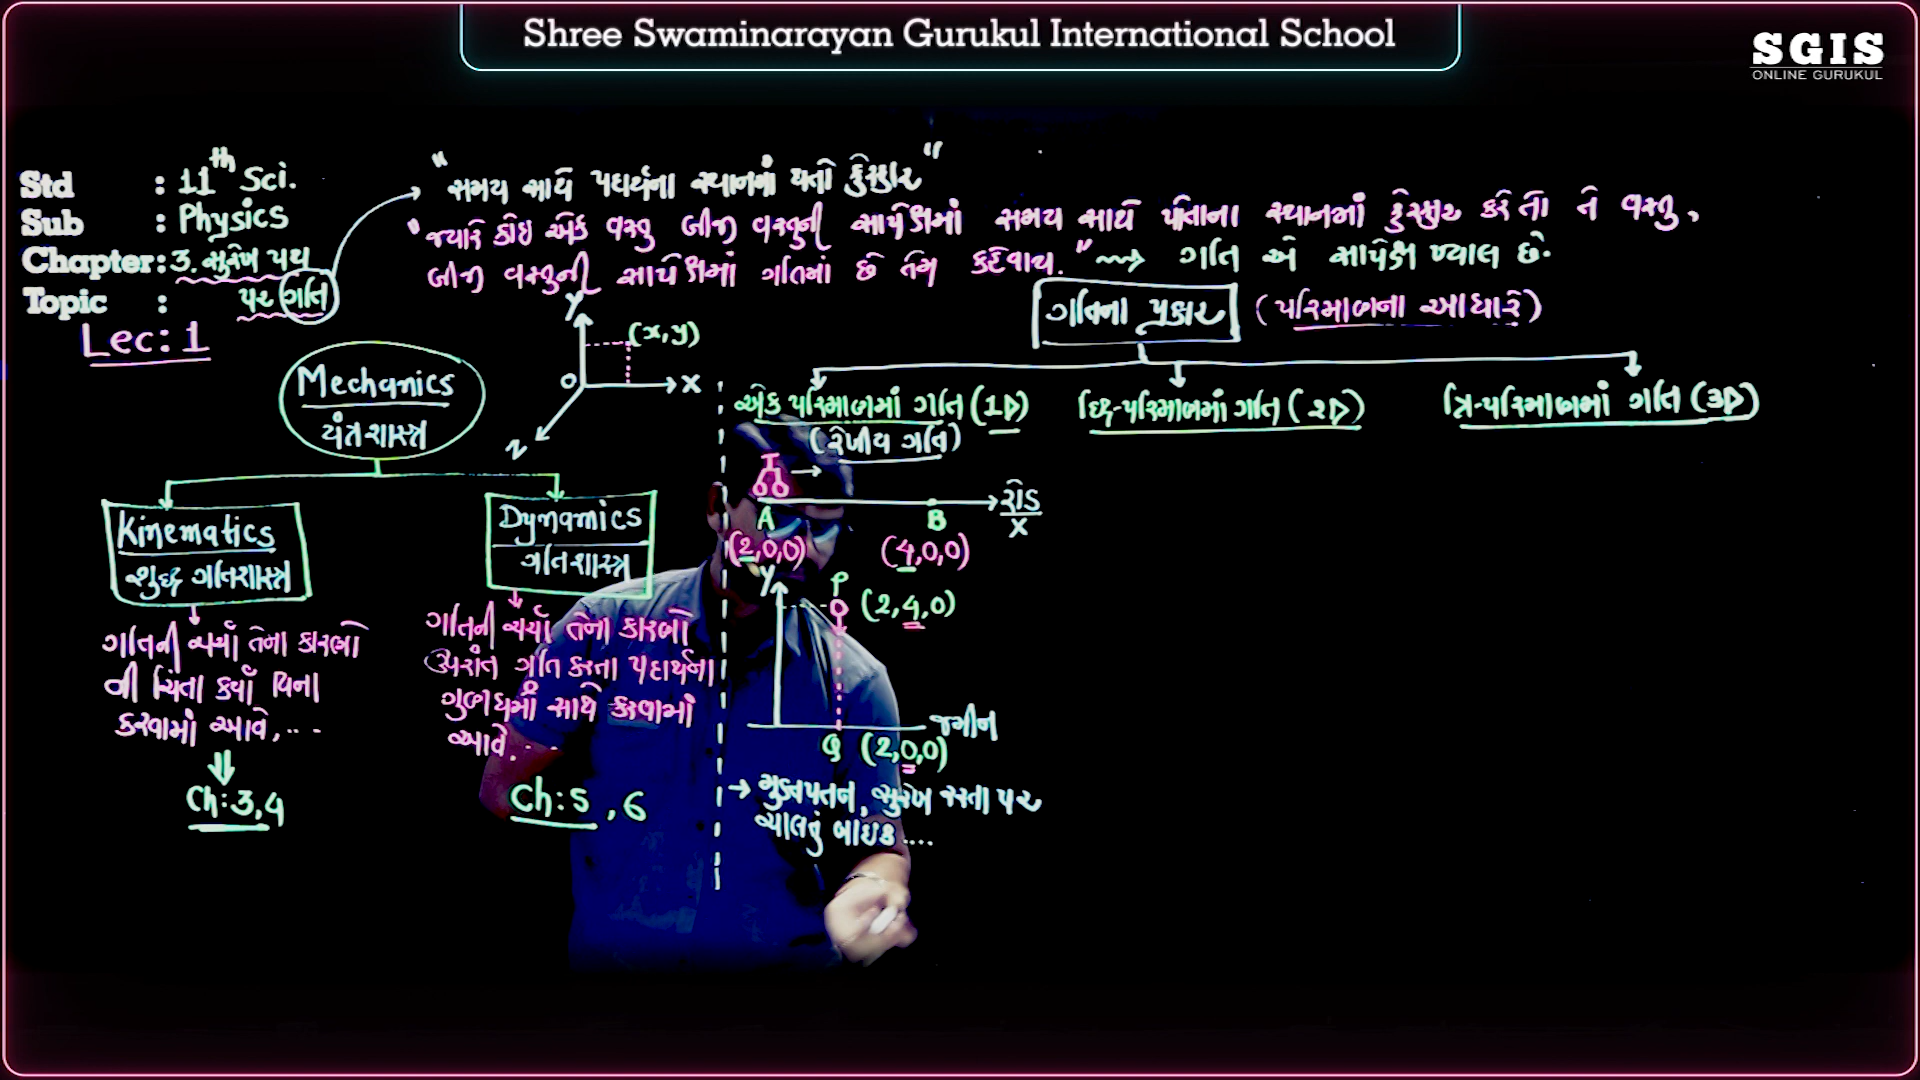 Shree Swaminarayan Gurukul International School
SGIS
ONLINE GURUKUL
Std : 11th Sci.
Sub : Physics
Chapter : 3. સુરેખ પથ
Topic : પર ગતિ
Lec: 1
" સમય સાથે પદાર્થના સ્થાનમાં થતો ફેરફાર "
" જ્યારે કોઇ એક વસ્તુ બીજી વસ્તુની સાપેક્ષમાં સમય સાથે પોતાના સ્થાનમાં ફેરફાર કરે તો તે વસ્તુ,
બીજી વસ્તુની સાપેક્ષમાં ગતિમાં છે તેમ કહેવાય. " ⇝ ગતિ એ સાપેક્ષ ખ્યાલ છે.
Y
(x,y)
O
X
Z
Mechanics
યંત્રશાસ્ત્ર
Kinematics
શુદ્ધ ગતિશાસ્ત્ર
ગતિની ચર્ચા તેના કારણો
ની ચિંતા કર્યા વિના
કરવામાં આવે,...
Ch: 3,4
Dynamics
ગતિશાસ્ત્ર
ગતિની ચર્ચા તેના કારણો
ઉપરાંત ગતિ કરતા પદાર્થના
ગુણધર્મો સાથે કરવામાં
આવે...
Ch: 5 , 6
ગતિના પ્રકાર (પરિમાણના આધારે)
એક પરિમાણમાં ગતિ (1D)
(રેખીય ગતિ)
દ્વિ-પરિમાણમાં ગતિ (2D)
ત્રિ-પરિમાણમાં ગતિ (3D)
→ રોડ
X
A B
(2,0,0) (4,0,0)
Y P (2,4,0)
જમીન
Q (2,0,0)
→ મુક્તપતન, સુરેખ રસ્તા પર
ચાલતું બાઇક ....